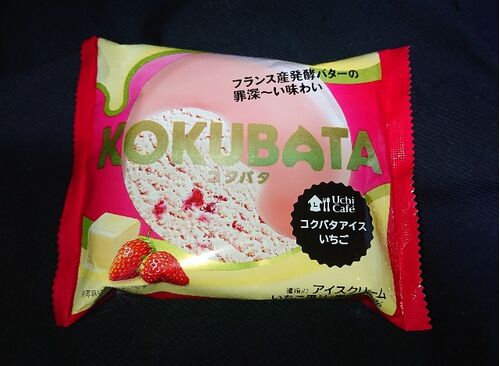 フランス産発酵バターの
罪深〜い味わい
KOKUBATA
コクバタ
Uchi
Café
コクバタアイス
いちご
アイスクリーム